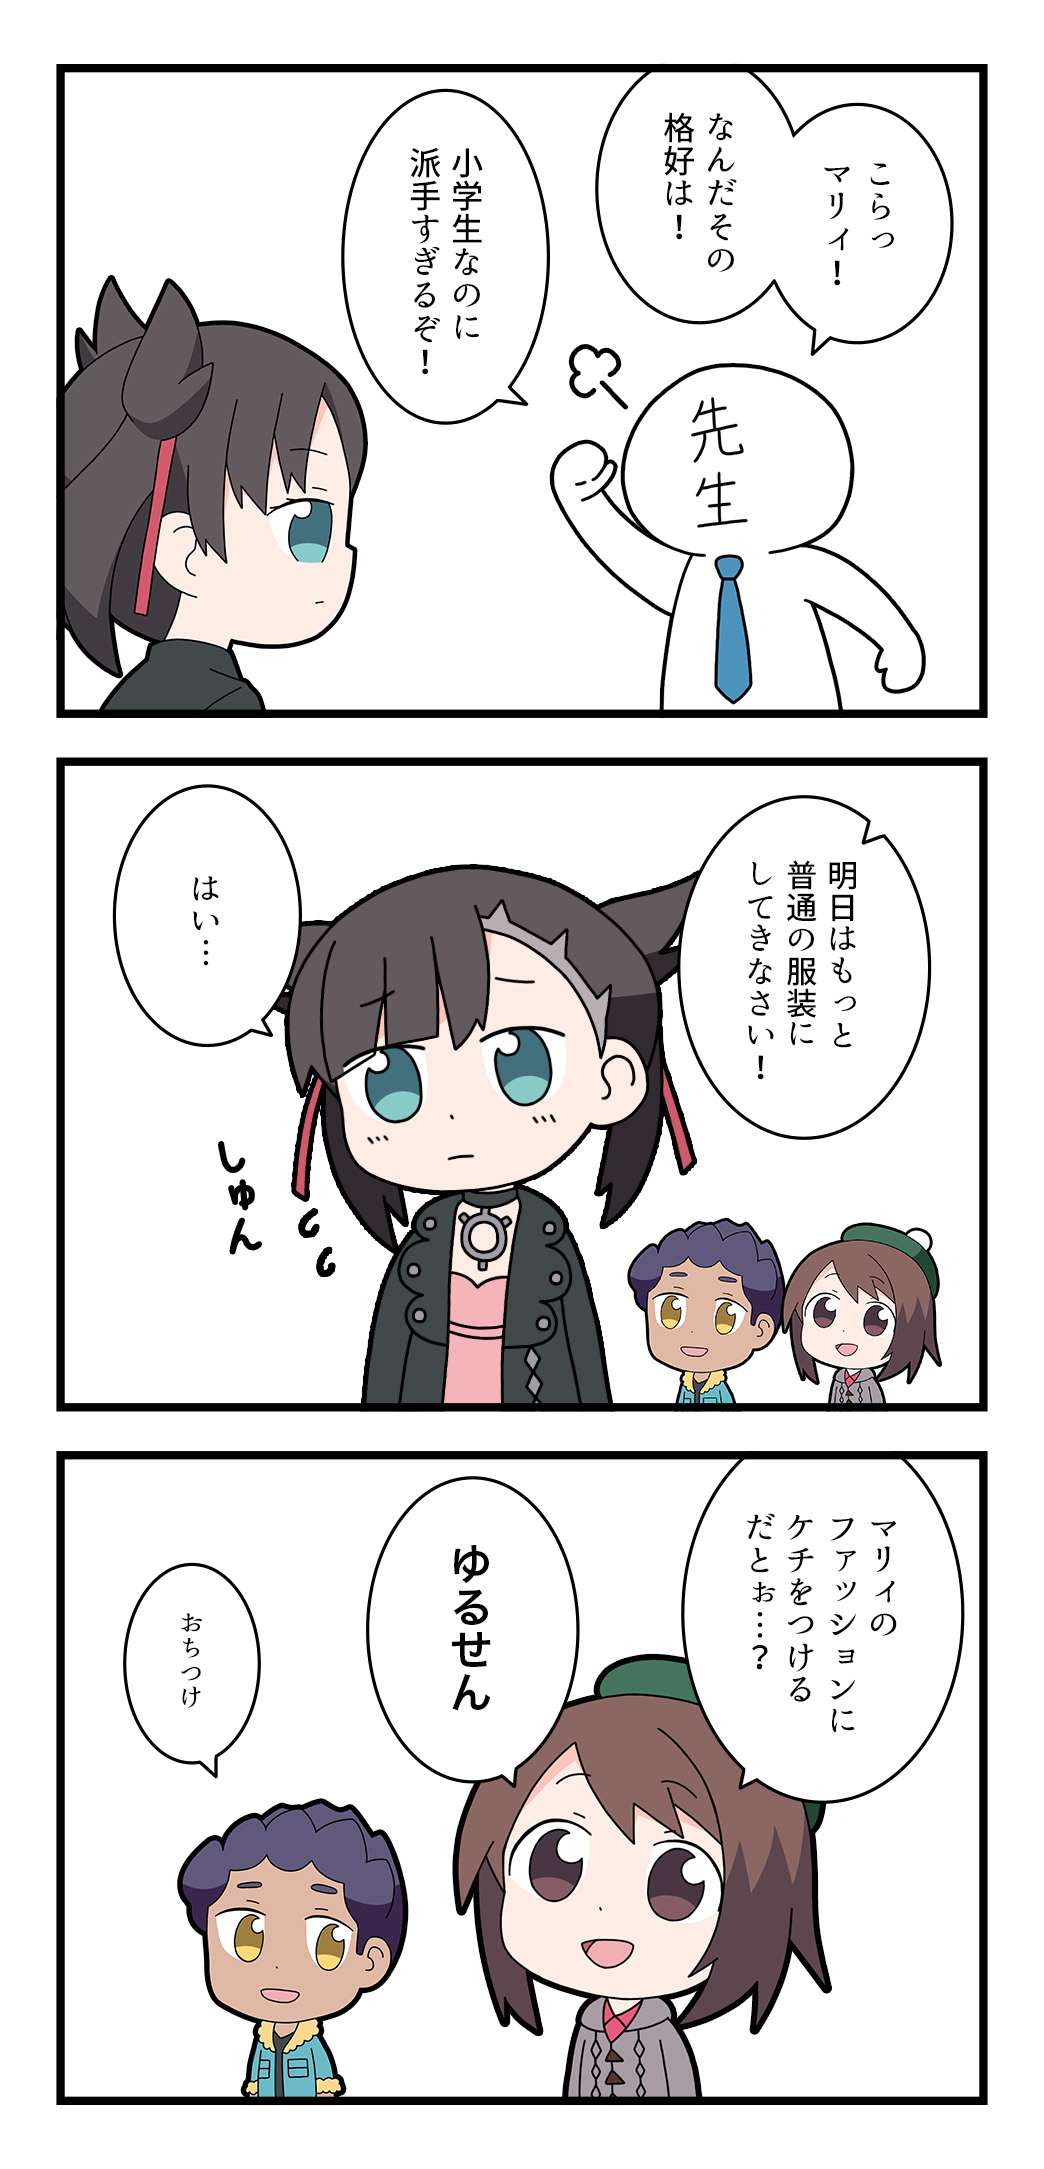 こらっ
マリィ！
なんだその
格好は！
小学生なのに
派手すぎるぞ！
先生
明日はもっと
普通の服装に
してきなさい！
はい…
しゅん
マリィの
ファッションに
ケチをつける
だとぉ…？
ゆるせん
おちつけ